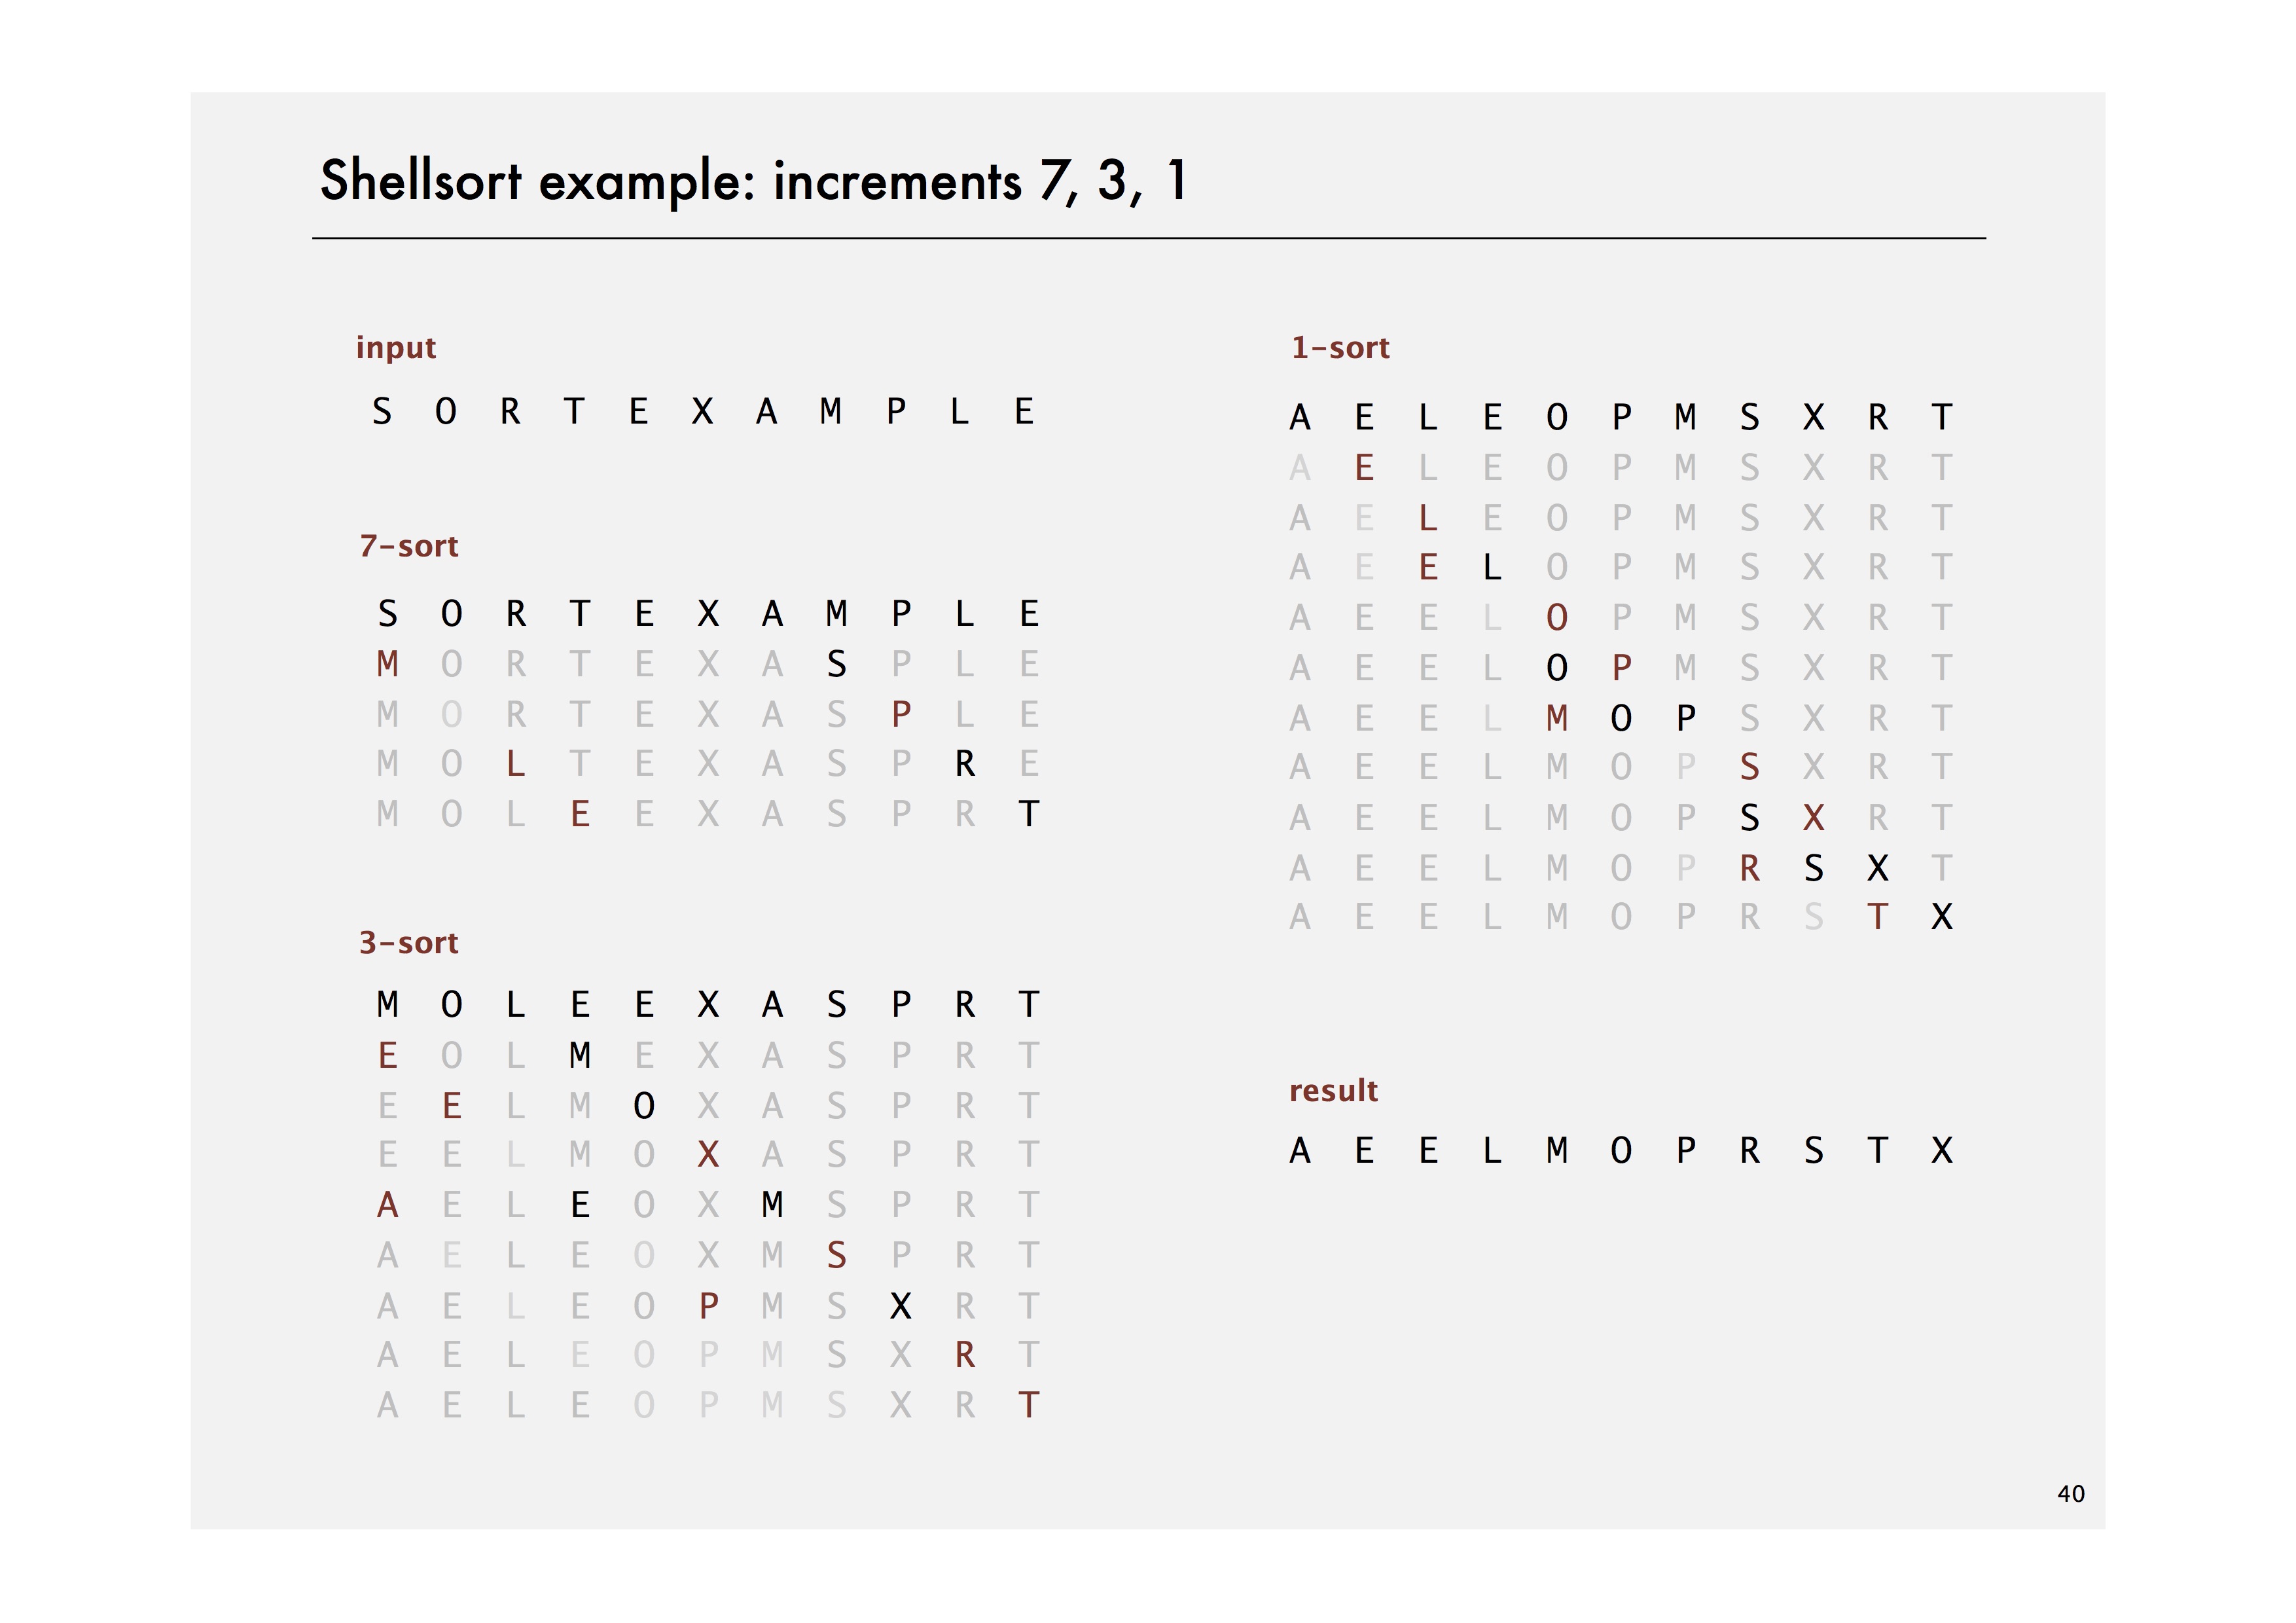 Shellsort example: increments 7, 3, 1
input
S O R T E X A M P L E
7-sort
S O R T E X A M P L E
M O R T E X A S P L E
M O R T E X A S P L E
M O L T E X A S P R E
M O L E E X A S P R T
3-sort
M O L E E X A S P R T
E O L M E X A S P R T
E E L M O X A S P R T
E E L M O X A S P R T
A E L E O X M S P R T
A E L E O X M S P R T
A E L E O P M S X R T
A E L E O P M S X R T
A E L E O P M S X R T
1-sort
A E L E O P M S X R T
A E L E O P M S X R T
A E L E O P M S X R T
A E E L O P M S X R T
A E E L O P M S X R T
A E E L O P M S X R T
A E E L M O P S X R T
A E E L M O P S X R T
A E E L M O P S X R T
A E E L M O P R S X T
A E E L M O P R S T X
result
A E E L M O P R S T X
40